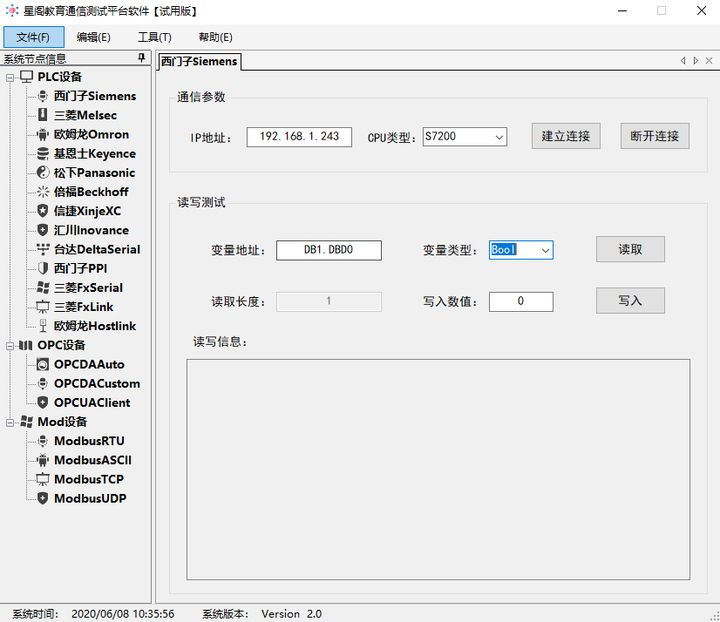 星阁教育通信测试平台软件【试用版】
文件(F) 编辑(E) 工具(T) 帮助(E)
系统节点信息
PLC设备
西门子Siemens
三菱Melsec
欧姆龙Omron
基恩士Keyence
松下Panasonic
倍福Beckhoff
信捷XinjeXC
汇川Inovance
台达DeltaSerial
西门子PPI
三菱FxSerial
三菱FxLink
欧姆龙Hostlink
OPC设备
OPCDAAuto
OPCDACustom
OPCUAClient
Mod设备
ModbusRTU
ModbusASCII
ModbusTCP
ModbusUDP
西门子Siemens
通信参数
IP地址: 192.168.1.243 CPU类型: S7200 建立连接 断开连接
读写测试
变量地址: DB1.DBD0 变量类型: Bool 读取
读取长度: 1 写入数值: 0 写入
读写信息:
系统时间: 2020/06/08 10:35:56 系统版本: Version 2.0